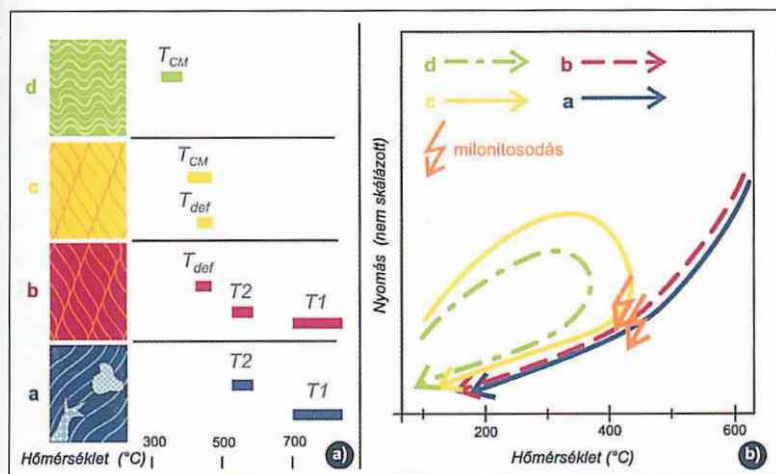 d
T_CM
c
T_CM
T_def
b
T_def
T2
T1
a
T2
T1
300
500
700
Hőmérséklet (°C)
a)
Nyomás (nem skálázott)
d
b
c
a
milonitosodás
200
400
600
Hőmérséklet (°C)
b)